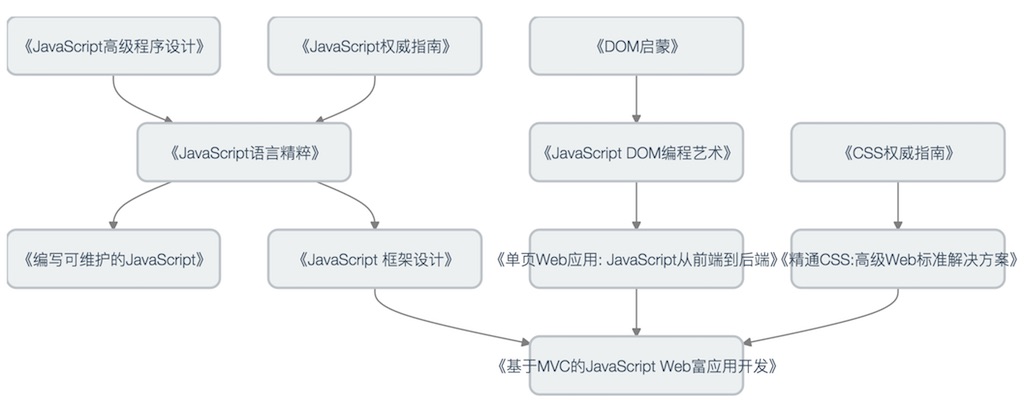 《JavaScript高级程序设计》
《JavaScript权威指南》
《DOM启蒙》
《JavaScript语言精粹》
《JavaScript DOM编程艺术》
《CSS权威指南》
《编写可维护的JavaScript》
《JavaScript 框架设计》
《单页Web应用: JavaScript从前端到后端》
《精通CSS:高级Web标准解决方案》
《基于MVC的JavaScript Web富应用开发》